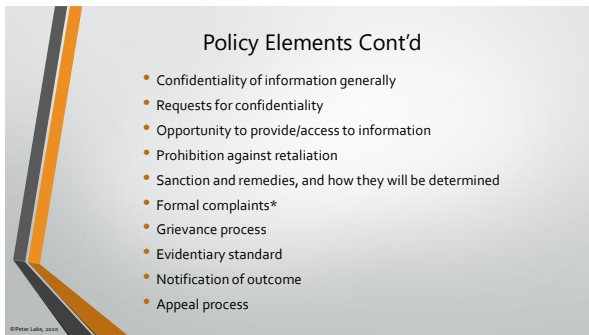 Policy Elements Cont’d
• Confidentiality of information generally
• Requests for confidentiality
• Opportunity to provide/access to information
• Prohibition against retaliation
• Sanction and remedies, and how they will be determined
• Formal complaints*
• Grievance process
• Evidentiary standard
• Notification of outcome
• Appeal process
©Peter Lake, 2020